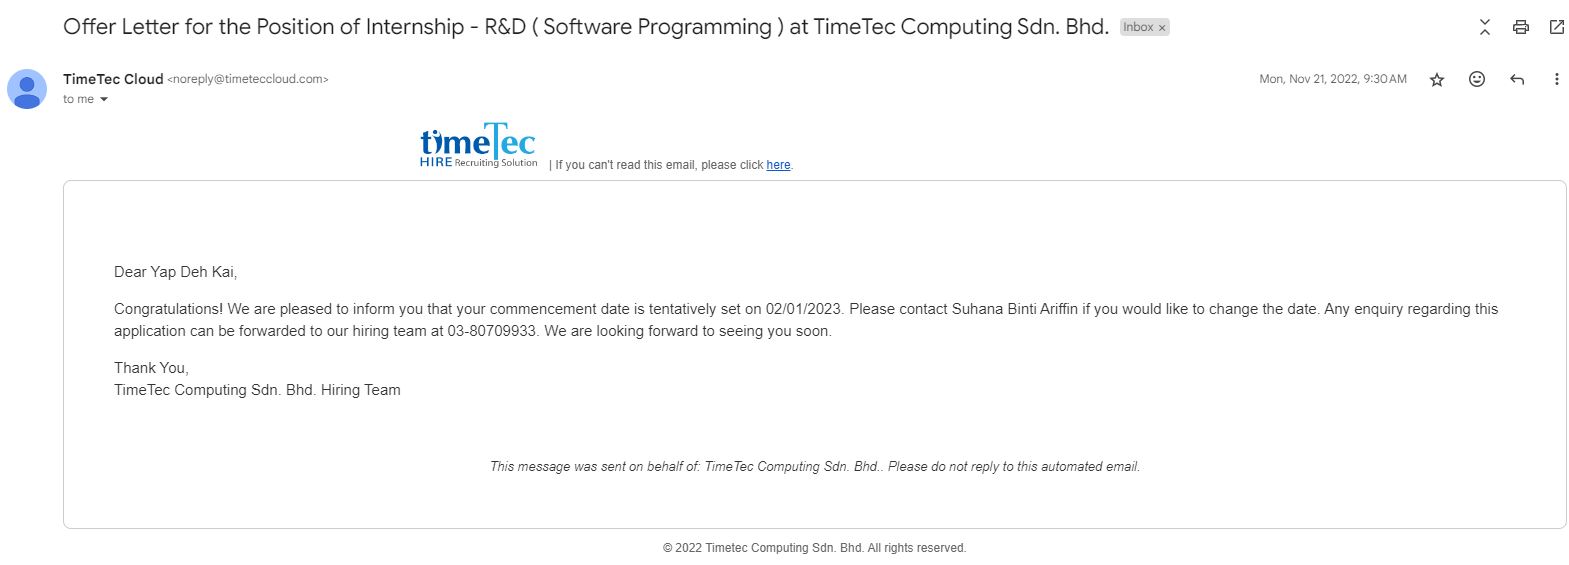 Offer Letter for the Position of Internship - R&D ( Software Programming ) at TimeTec Computing Sdn. Bhd. Inbox ×
TimeTec Cloud <noreply@timeteccloud.com> Mon, Nov 21, 2022, 9:30 AM
to me
timeTec
HIRE Recruiting Solution | If you can't read this email, please click here.
Dear Yap Deh Kai,
Congratulations! We are pleased to inform you that your commencement date is tentatively set on 02/01/2023. Please contact Suhana Binti Ariffin if you would like to change the date. Any enquiry regarding this
application can be forwarded to our hiring team at 03-80709933. We are looking forward to seeing you soon.
Thank You,
TimeTec Computing Sdn. Bhd. Hiring Team
This message was sent on behalf of: TimeTec Computing Sdn. Bhd.. Please do not reply to this automated email.
© 2022 Timetec Computing Sdn. Bhd. All rights reserved.